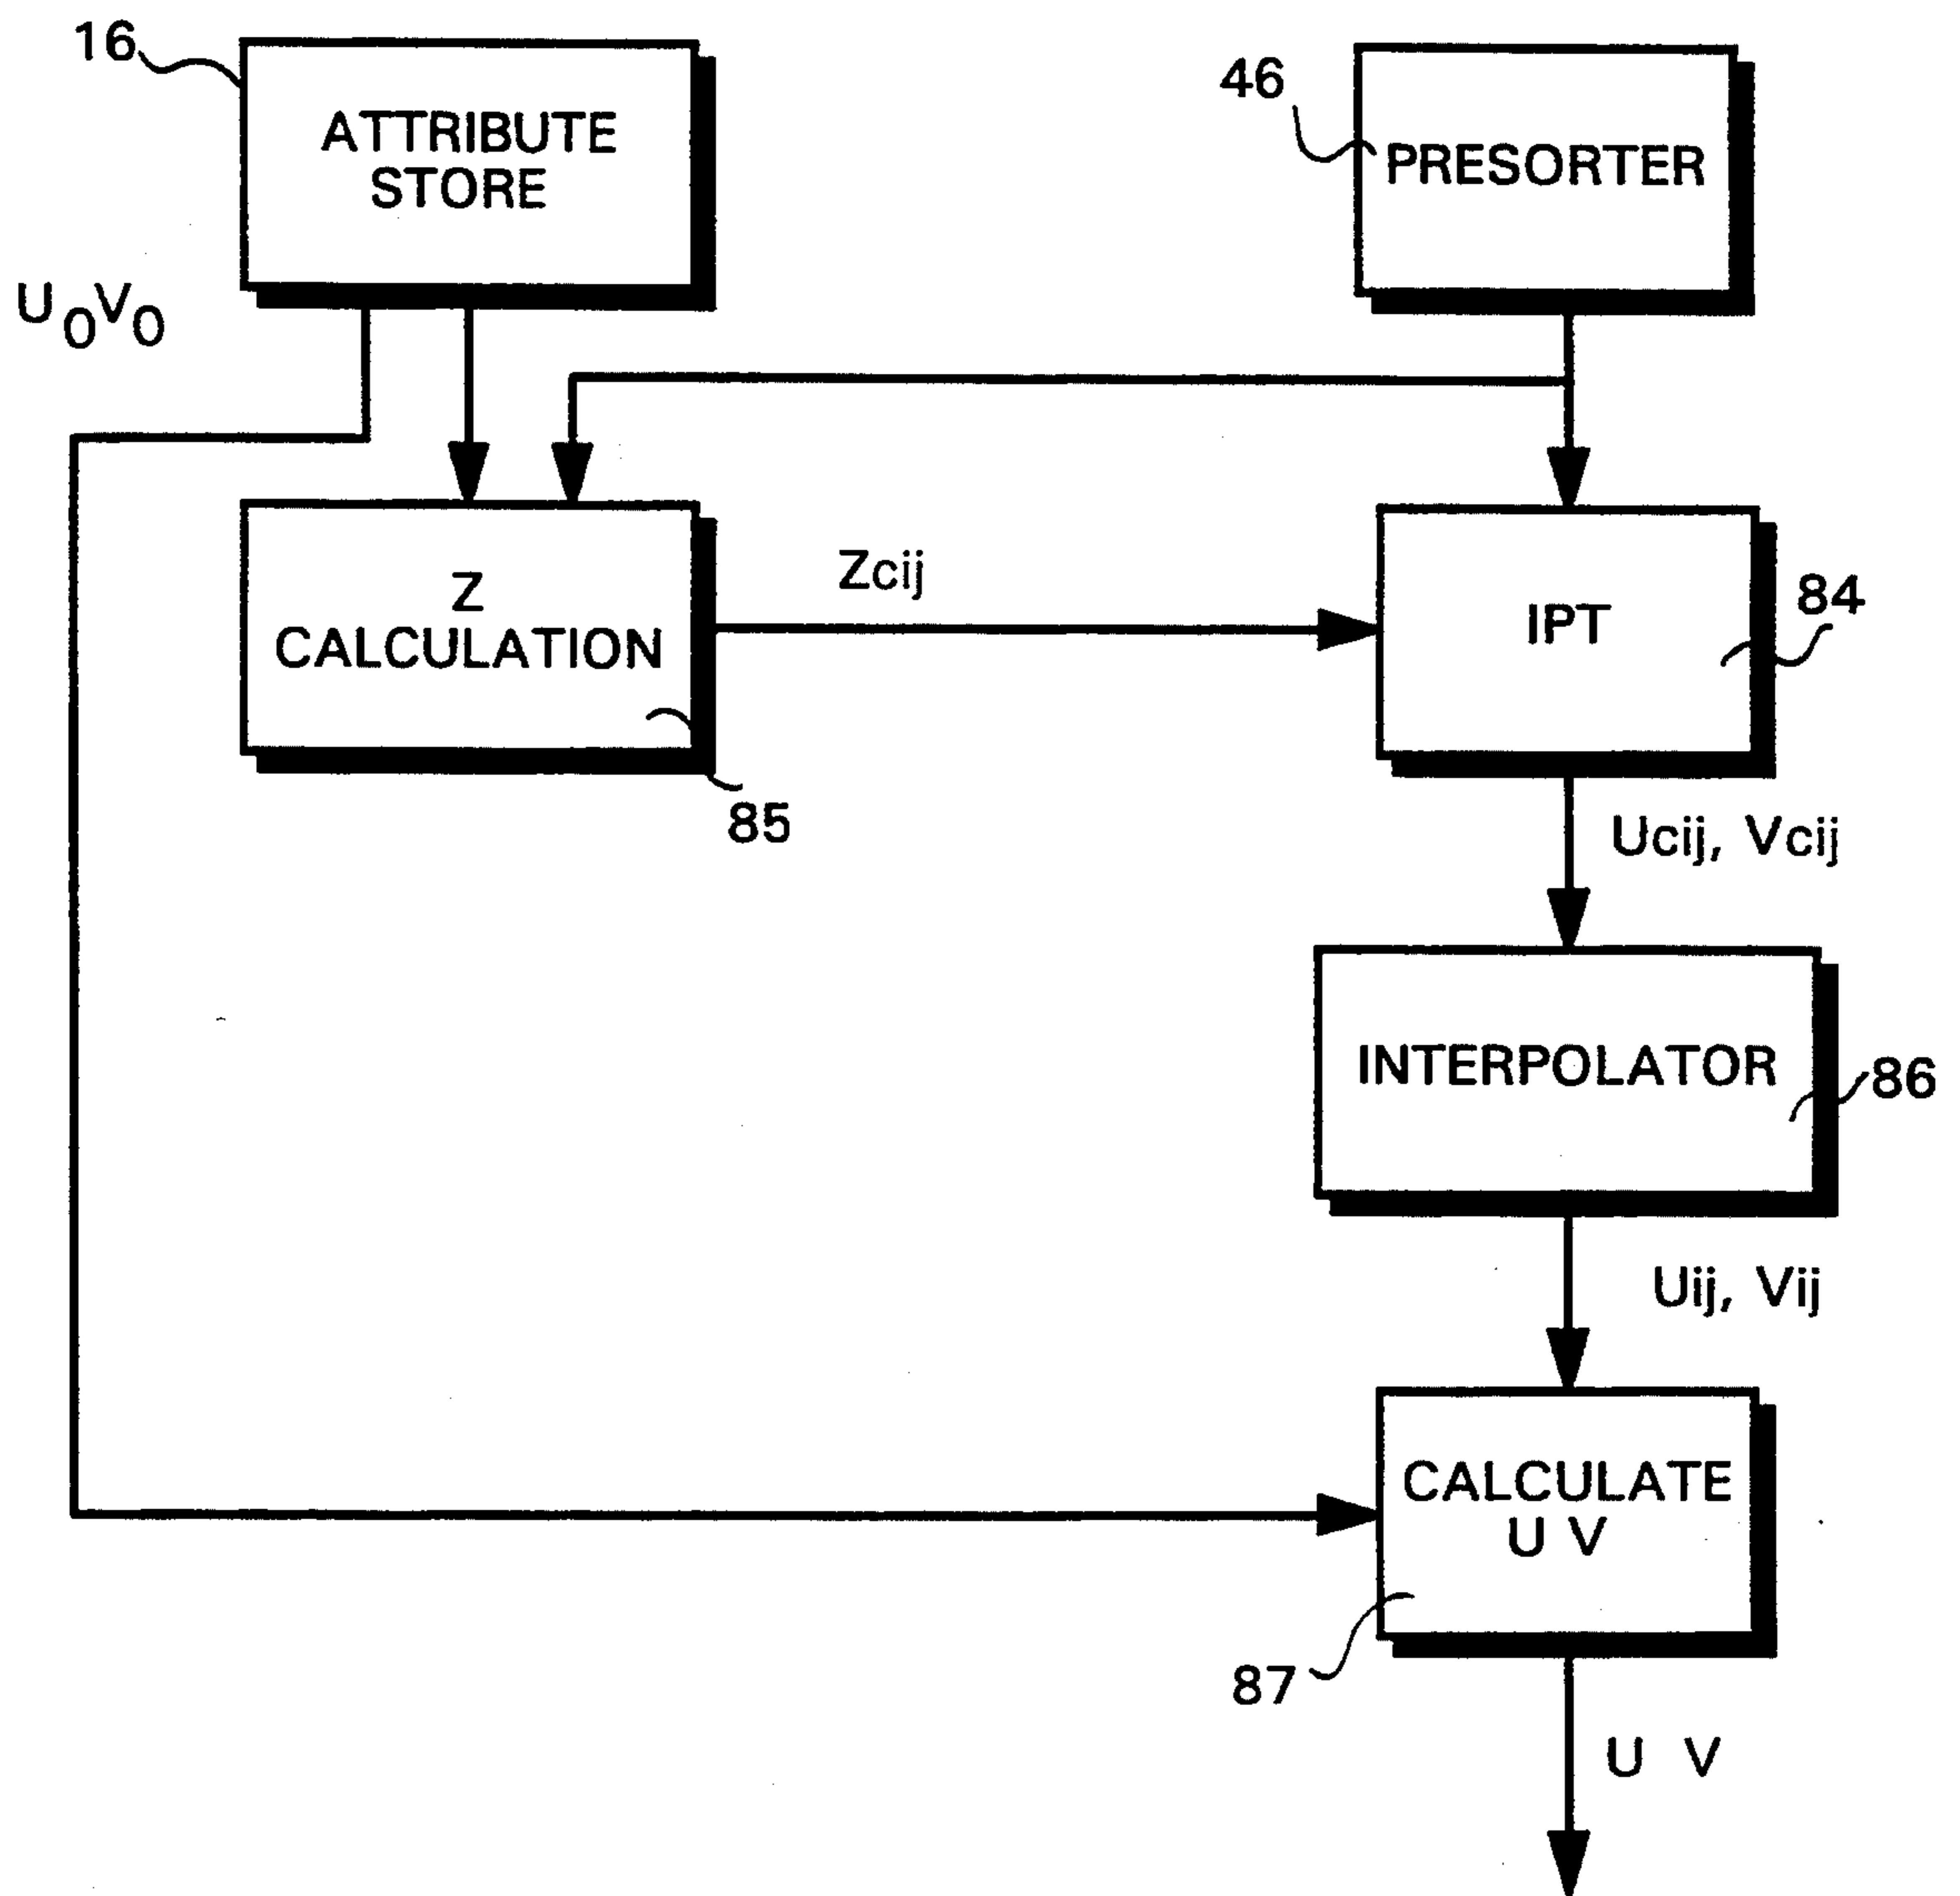 16
ATTRIBUTE
STORE
46
PRESORTER
U0V0
Z
CALCULATION
85
Zcij
IPT
84
Ucij, Vcij
INTERPOLATOR
86
Uij, Vij
CALCULATE
U V
87
U V